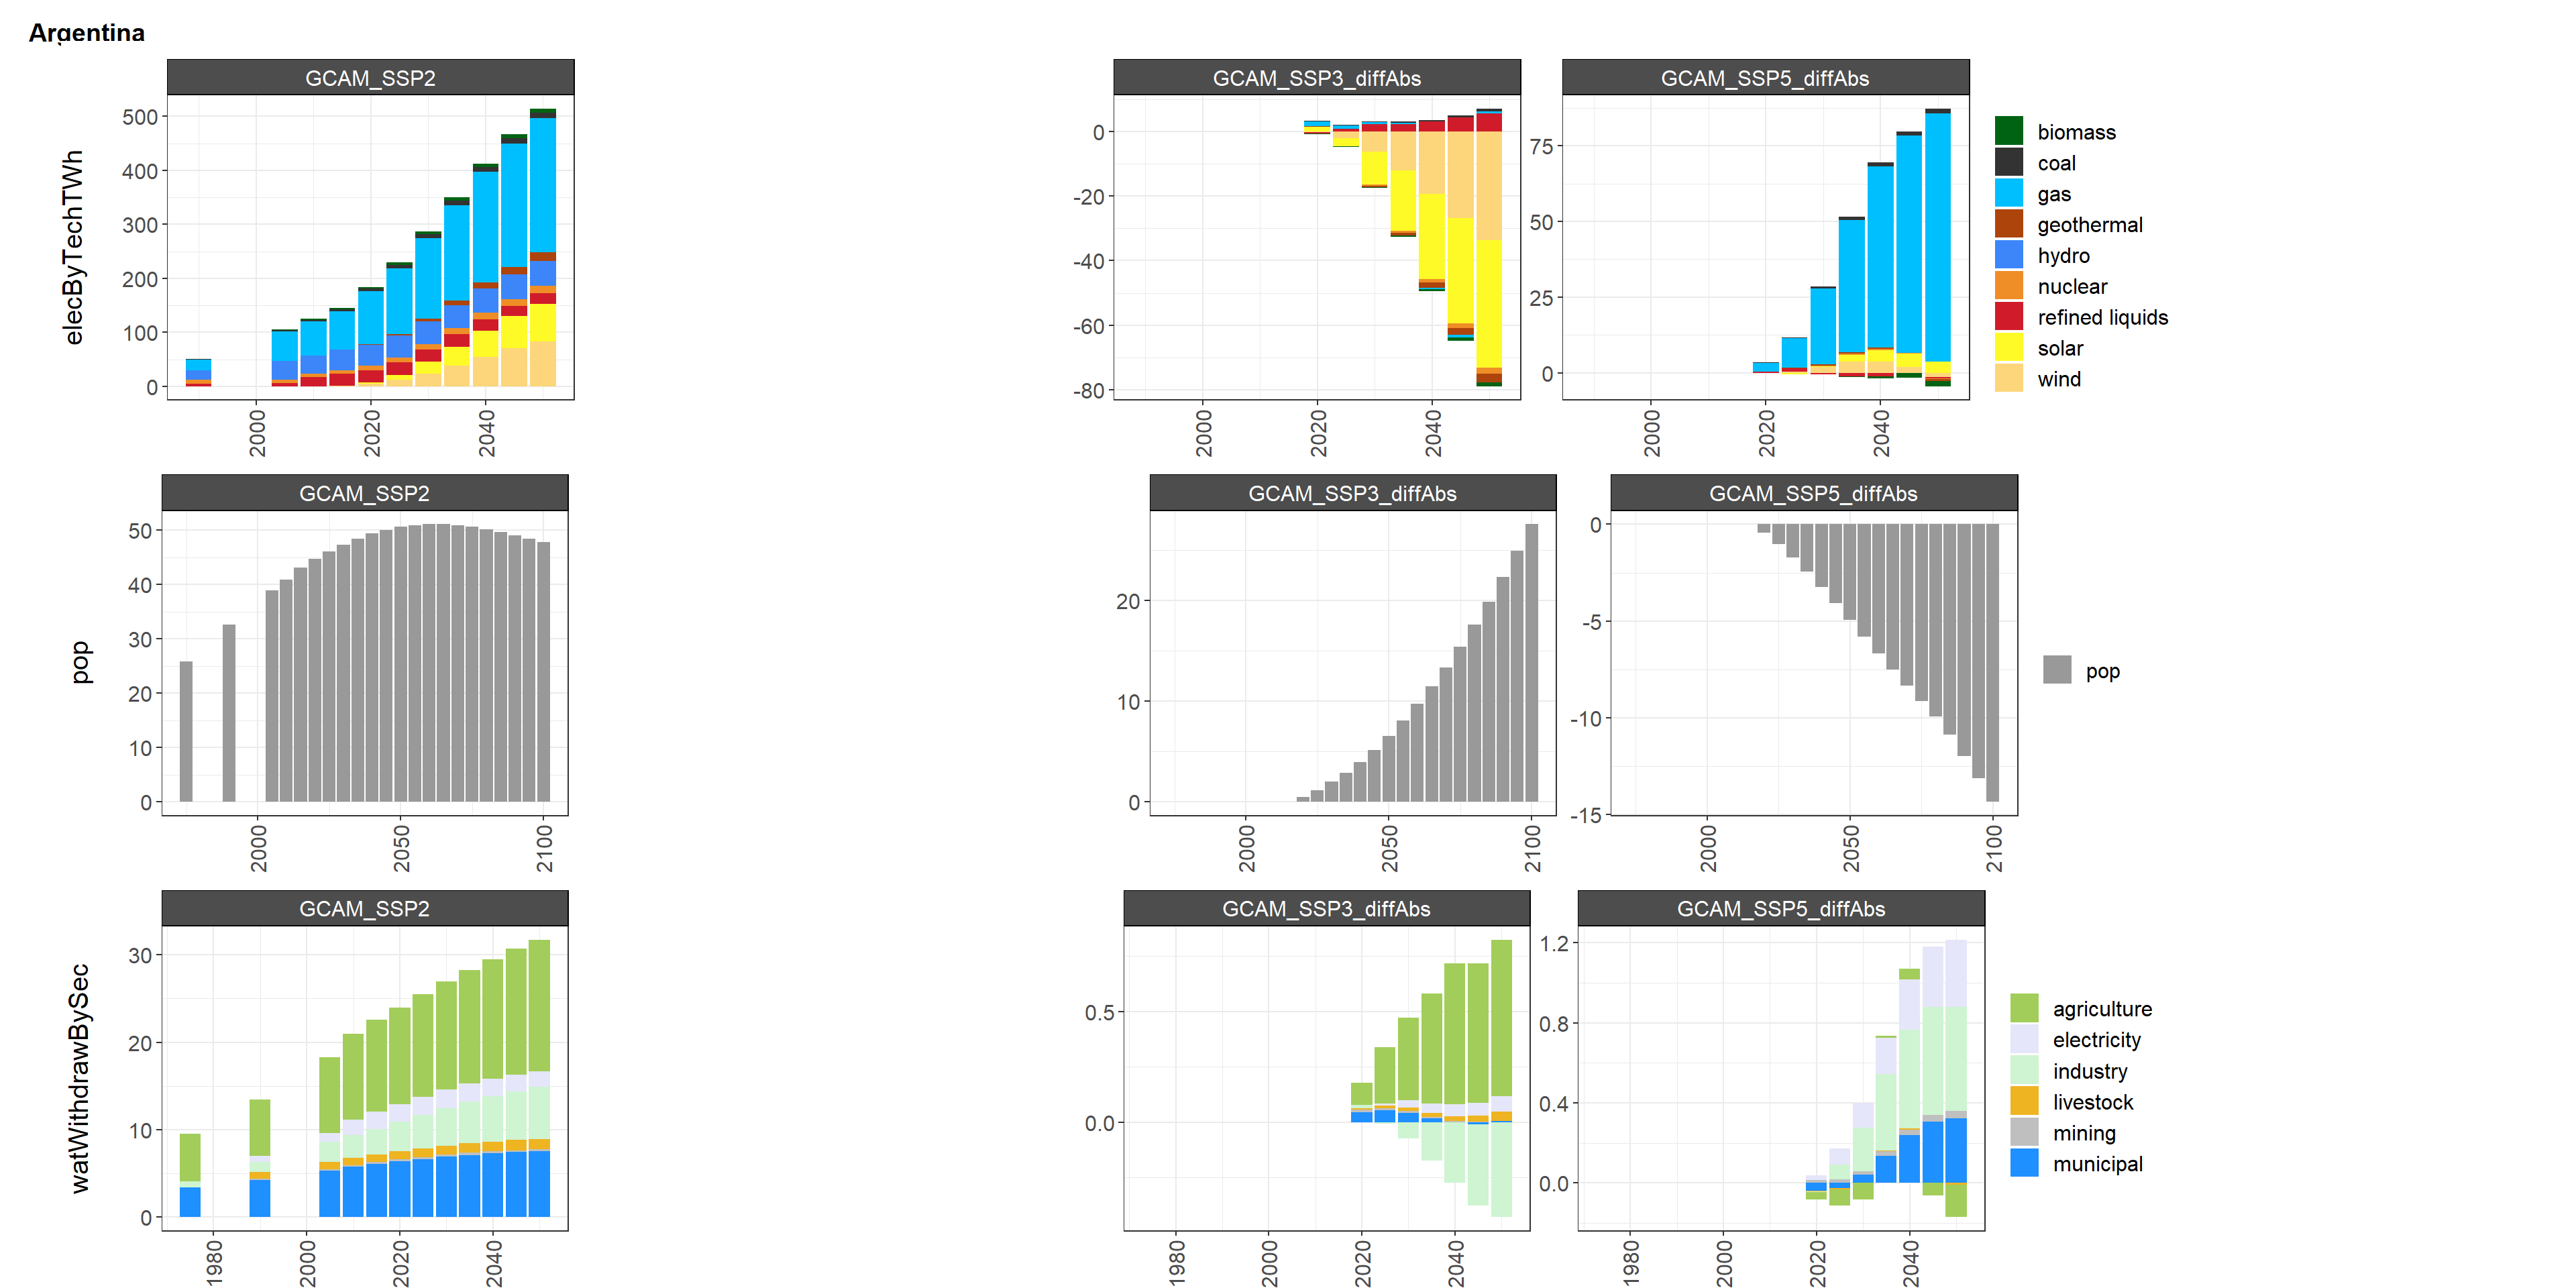 Argentina
GCAM_SSP2
GCAM_SSP3_diffAbs
GCAM_SSP5_diffAbs
elecByTechTWh
500
400
300
200
100
0
2000
2020
2040
0
-20
-40
-60
-80
2000
2020
2040
75
50
25
0
2000
2020
2040
biomass
coal
gas
geothermal
hydro
nuclear
refined liquids
solar
wind
GCAM_SSP2
GCAM_SSP3_diffAbs
GCAM_SSP5_diffAbs
pop
50
40
30
20
10
0
2000
2050
2100
20
10
0
2000
2050
2100
0
-5
-10
-15
2000
2050
2100
pop
GCAM_SSP2
GCAM_SSP3_diffAbs
GCAM_SSP5_diffAbs
watWithdrawBySec
30
20
10
0
1980
2000
2020
2040
0.5
0.0
1980
2000
2020
2040
1.2
0.8
0.4
0.0
1980
2000
2020
2040
agriculture
electricity
industry
livestock
mining
municipal